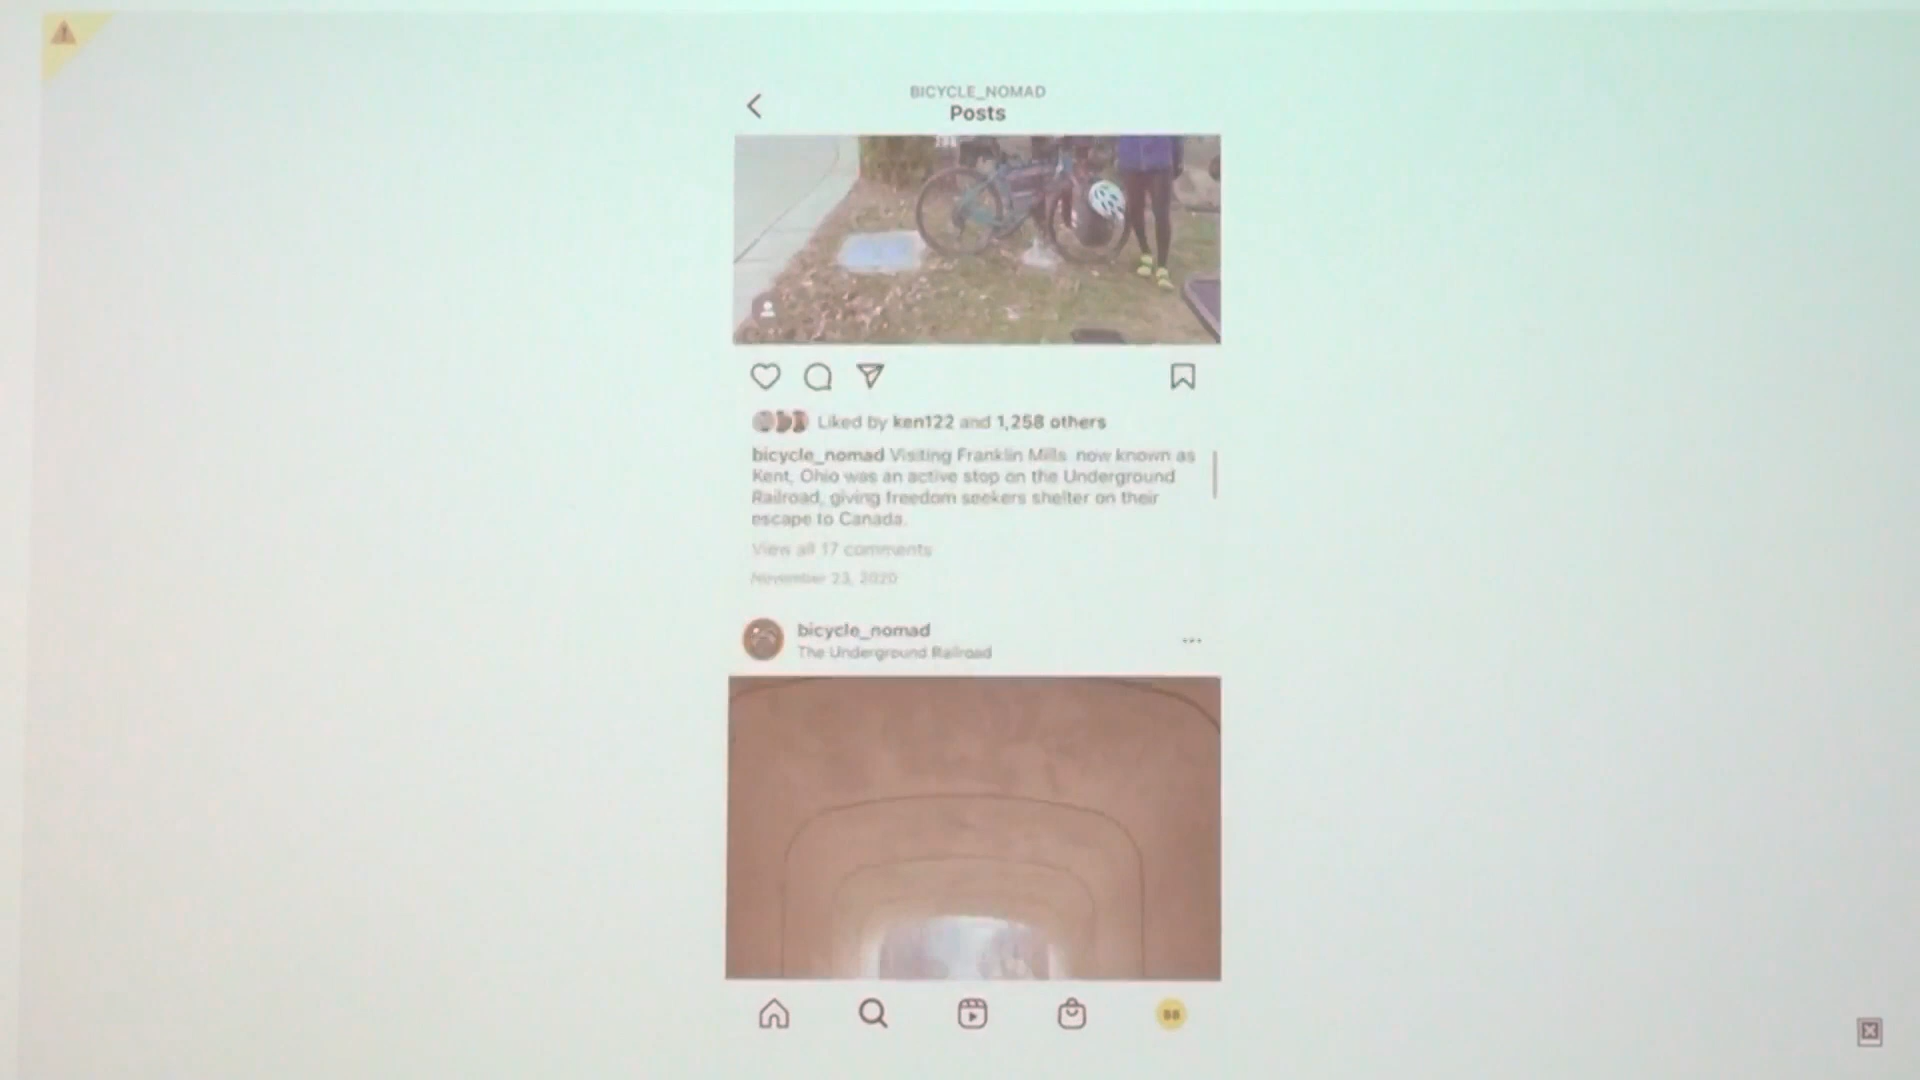 BICYCLE_NOMAD
Posts
Liked by ken122 and 1,258 others
bicycle_nomad Visiting Franklin Mills now known as
Kent, Ohio was an active stop on the Underground
Railroad, giving freedom seekers shelter on their
escape to Canada.
View all 17 comments
November 23, 2020
bicycle_nomad
The Underground Railroad
BB